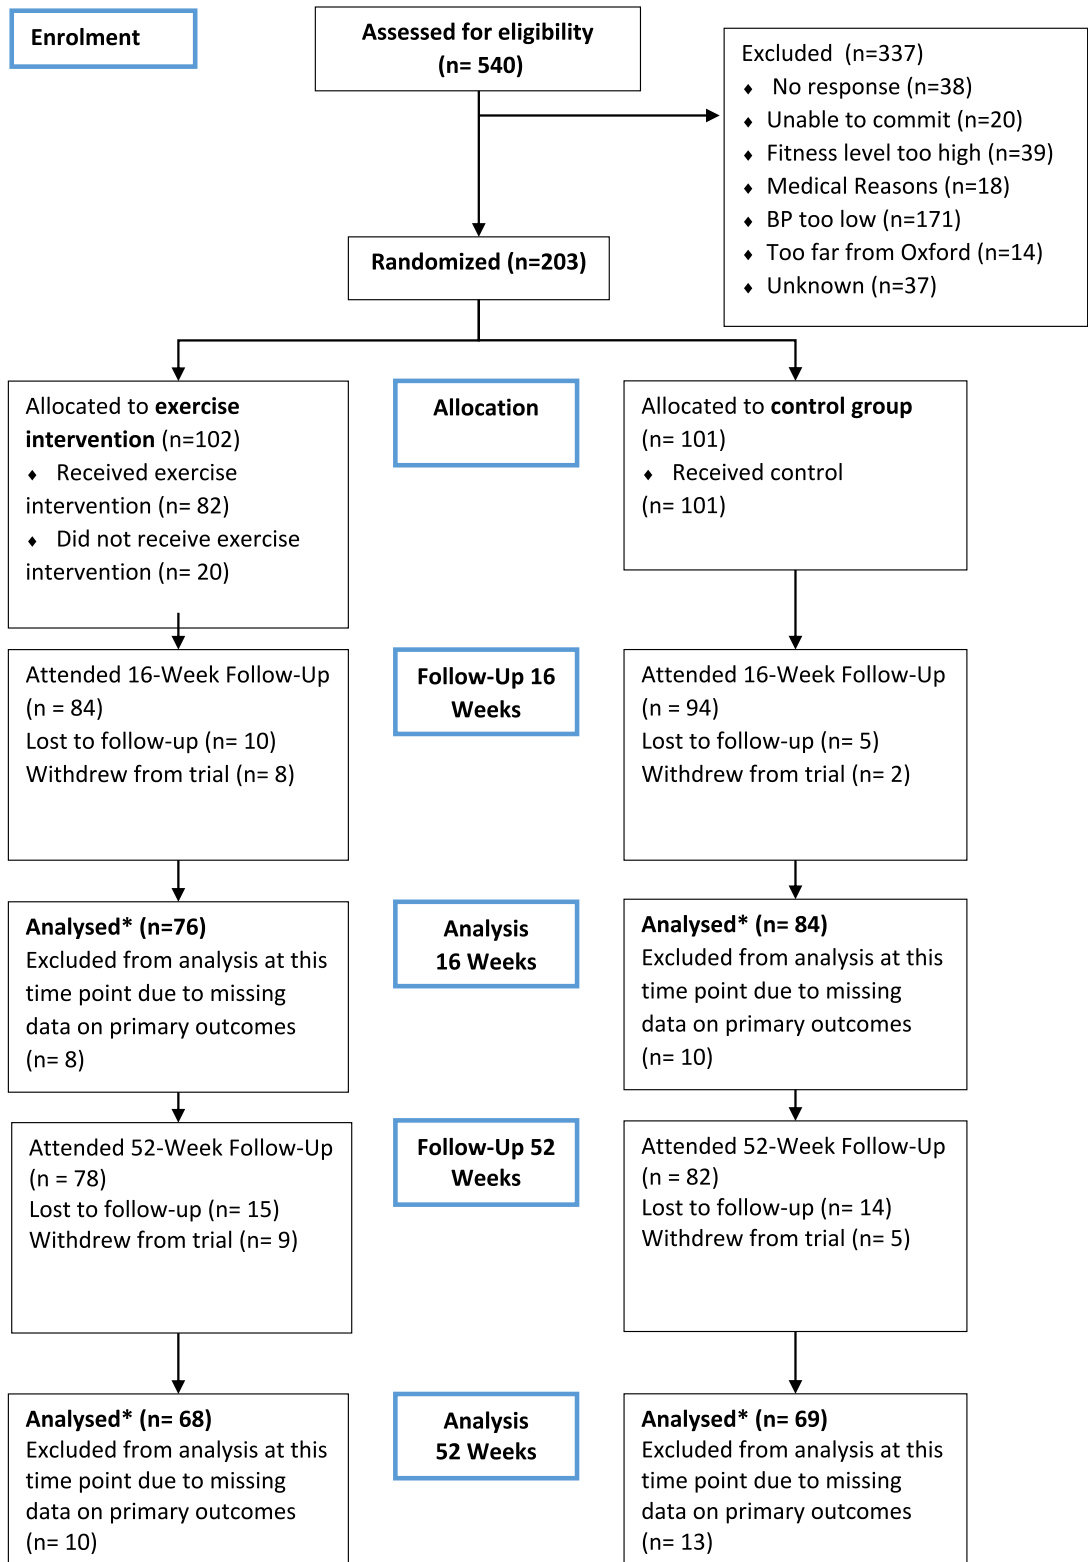 Enrolment
Assessed for eligibility
(n= 540)
Excluded  (n=337)
⬧ No response (n=38)
⬧ Unable to commit (n=20)
⬧ Fitness level too high (n=39)
⬧ Medical Reasons (n=18)
⬧ BP too low (n=171)
⬧ Too far from Oxford (n=14)
⬧ Unknown (n=37)
Randomized (n=203)
Allocated to exercise
intervention (n=102)
⬧ Received exercise
intervention (n= 82)
⬧ Did not receive exercise
intervention (n= 20)
Allocation
Allocated to control group
(n= 101)
⬧ Received control
(n= 101)
Attended 16-Week Follow-Up
(n = 84)
Lost to follow-up (n= 10)
Withdrew from trial (n= 8)
Follow-Up 16
Weeks
Attended 16-Week Follow-Up
(n = 94)
Lost to follow-up (n= 5)
Withdrew from trial (n= 2)
Analysed* (n=76)
Excluded from analysis at this
time point due to missing
data on primary outcomes
(n= 8)
Analysis
16 Weeks
Analysed* (n= 84)
Excluded from analysis at this
time point due to missing
data on primary outcomes
(n= 10)
Attended 52-Week Follow-Up
(n = 78)
Lost to follow-up (n= 15)
Withdrew from trial (n= 9)
Follow-Up 52
Weeks
Attended 52-Week Follow-Up
(n = 82)
Lost to follow-up (n= 14)
Withdrew from trial (n= 5)
Analysed* (n= 68)
Excluded from analysis at this
time point due to missing
data on primary outcomes
(n= 10)
Analysis
52 Weeks
Analysed* (n= 69)
Excluded from analysis at this
time point due to missing
data on primary outcomes
(n= 13)